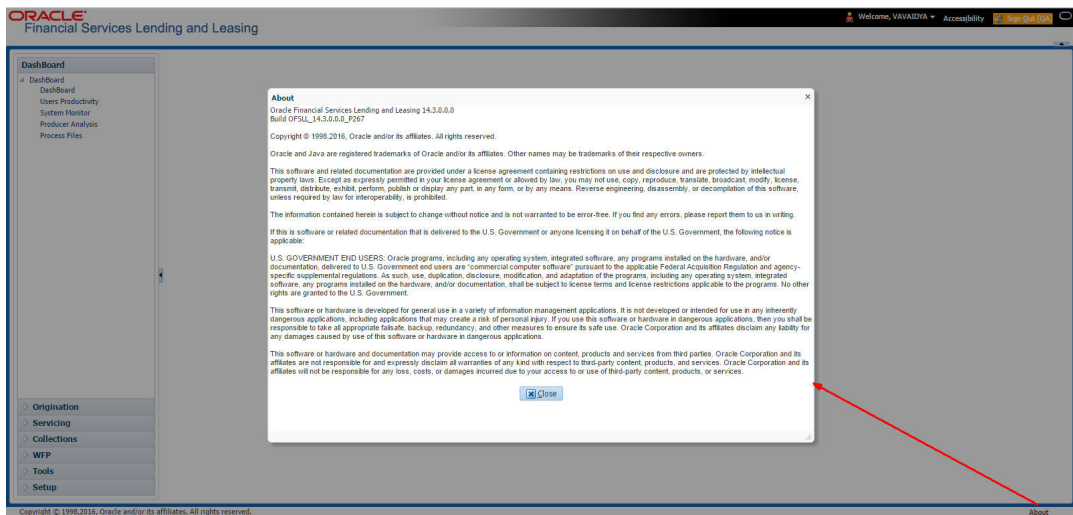 ORACLE
Financial Services Lending and Leasing
Welcome, VAVAIDYA
Accessibility
Sign Out [QA]
DashBoard
DashBoard
DashBoard
Users Productivity
System Monitor
Producer Analysis
Process Files
Origination
Servicing
Collections
WFP
Tools
Setup
About
Oracle Financial Services Lending and Leasing 14.3.0.0.0
Build OFSLL_14.3.0.0.0_P267
Copyright © 1998,2016, Oracle and/or its affiliates. All rights reserved.
Oracle and Java are registered trademarks of Oracle and/or its affiliates. Other names may be trademarks of their respective owners.
This software and related documentation are provided under a license agreement containing restrictions on use and disclosure and are protected by intellectual
property laws. Except as expressly permitted in your license agreement or allowed by law, you may not use, copy, reproduce, translate, broadcast, modify, license,
transmit, distribute, exhibit, perform, publish or display any part, in any form, or by any means. Reverse engineering, disassembly, or decompilation of this software,
unless required by law for interoperability, is prohibited.
The information contained herein is subject to change without notice and is not warranted to be error-free. If you find any errors, please report them to us in writing.
If this is software or related documentation that is delivered to the U.S. Government or anyone licensing it on behalf of the U.S. Government, the following notice is
applicable:
U.S. GOVERNMENT END USERS: Oracle programs, including any operating system, integrated software, any programs installed on the hardware, and/or
documentation, delivered to U.S. Government end users are "commercial computer software" pursuant to the applicable Federal Acquisition Regulation and agency-
specific supplemental regulations. As such, use, duplication, disclosure, modification, and adaptation of the programs, including any operating system, integrated
software, any programs installed on the hardware, and/or documentation, shall be subject to license terms and license restrictions applicable to the programs. No other
rights are granted to the U.S. Government.
This software or hardware is developed for general use in a variety of information management applications. It is not developed or intended for use in any inherently
dangerous applications, including applications that may create a risk of personal injury. If you use this software or hardware in dangerous applications, then you shall be
responsible to take all appropriate failsafe, backup, redundancy, and other measures to ensure its safe use. Oracle Corporation and its affiliates disclaim any liability for
any damages caused by use of this software or hardware in dangerous applications.
This software or hardware and documentation may provide access to or information on content, products and services from third parties. Oracle Corporation and its
affiliates are not responsible for and expressly disclaim all warranties of any kind with respect to third-party content, products, and services. Oracle Corporation and its
affiliates will not be responsible for any loss, costs, or damages incurred due to your access to or use of third-party content, products, or services.
Close
Copyright © 1998,2016, Oracle and/or its affiliates. All rights reserved.
About